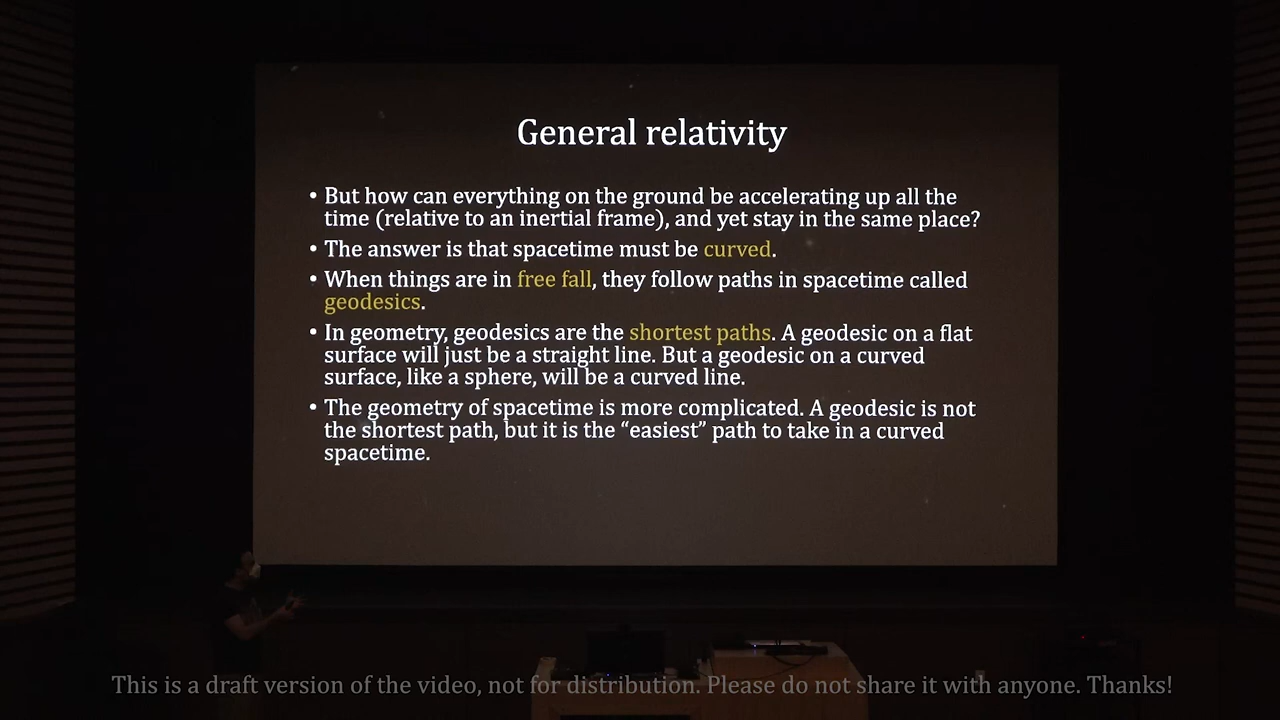 General relativity
• But how can everything on the ground be accelerating up all the
time (relative to an inertial frame), and yet stay in the same place?
• The answer is that spacetime must be curved.
• When things are in free fall, they follow paths in spacetime called
geodesics.
• In geometry, geodesics are the shortest paths. A geodesic on a flat
surface will just be a straight line. But a geodesic on a curved
surface, like a sphere, will be a curved line.
• The geometry of spacetime is more complicated. A geodesic is not
the shortest path, but it is the “easiest” path to take in a curved
spacetime.
This is a draft version of the video, not for distribution. Please do not share it with anyone. Thanks!